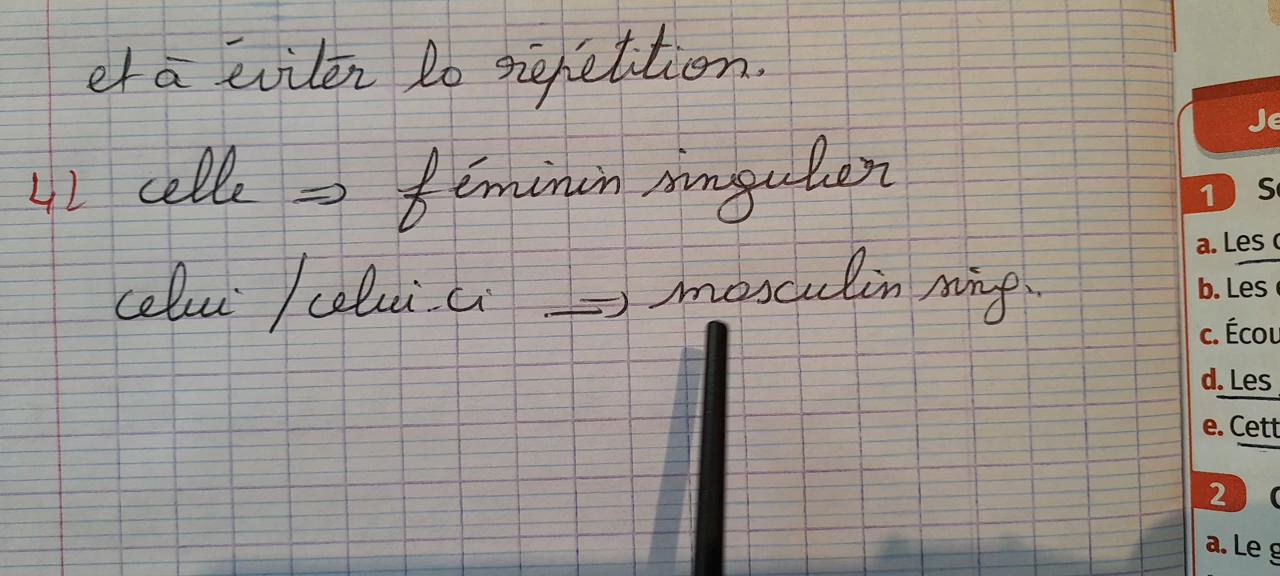 et à éviter la répétition.
4/ celle => féminin singulier
celui / celui-ci => masculin sing.
Je
1
a. Les
b. Les
c. Écou
d. Les
e. Cett
2
a. Le g